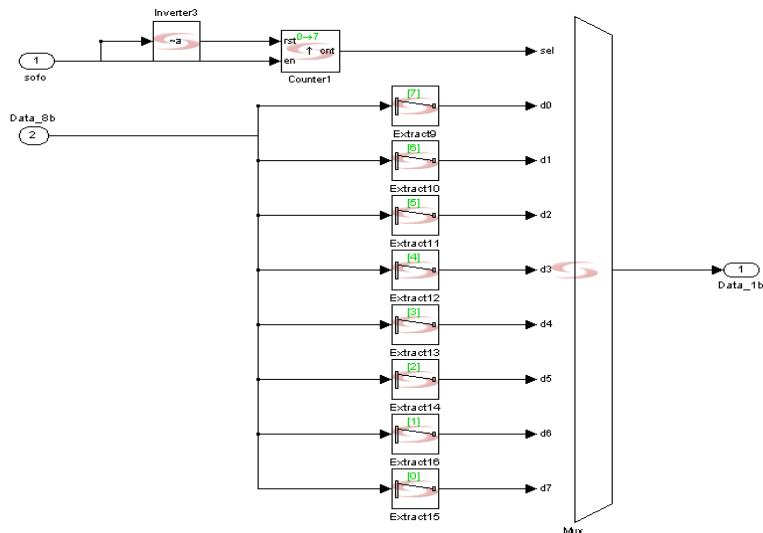 Inverter3
~a
rst
0→7
↑ cnt
en
Counter1
1
sofo
sel
Data_8b
2
[7]
Extract9
d0
[6]
Extract10
d1
[5]
Extract11
d2
[4]
Extract12
d3
[3]
Extract13
d4
[2]
Extract14
d5
[1]
Extract16
d6
[0]
Extract15
d7
Mux
1
Data_1b